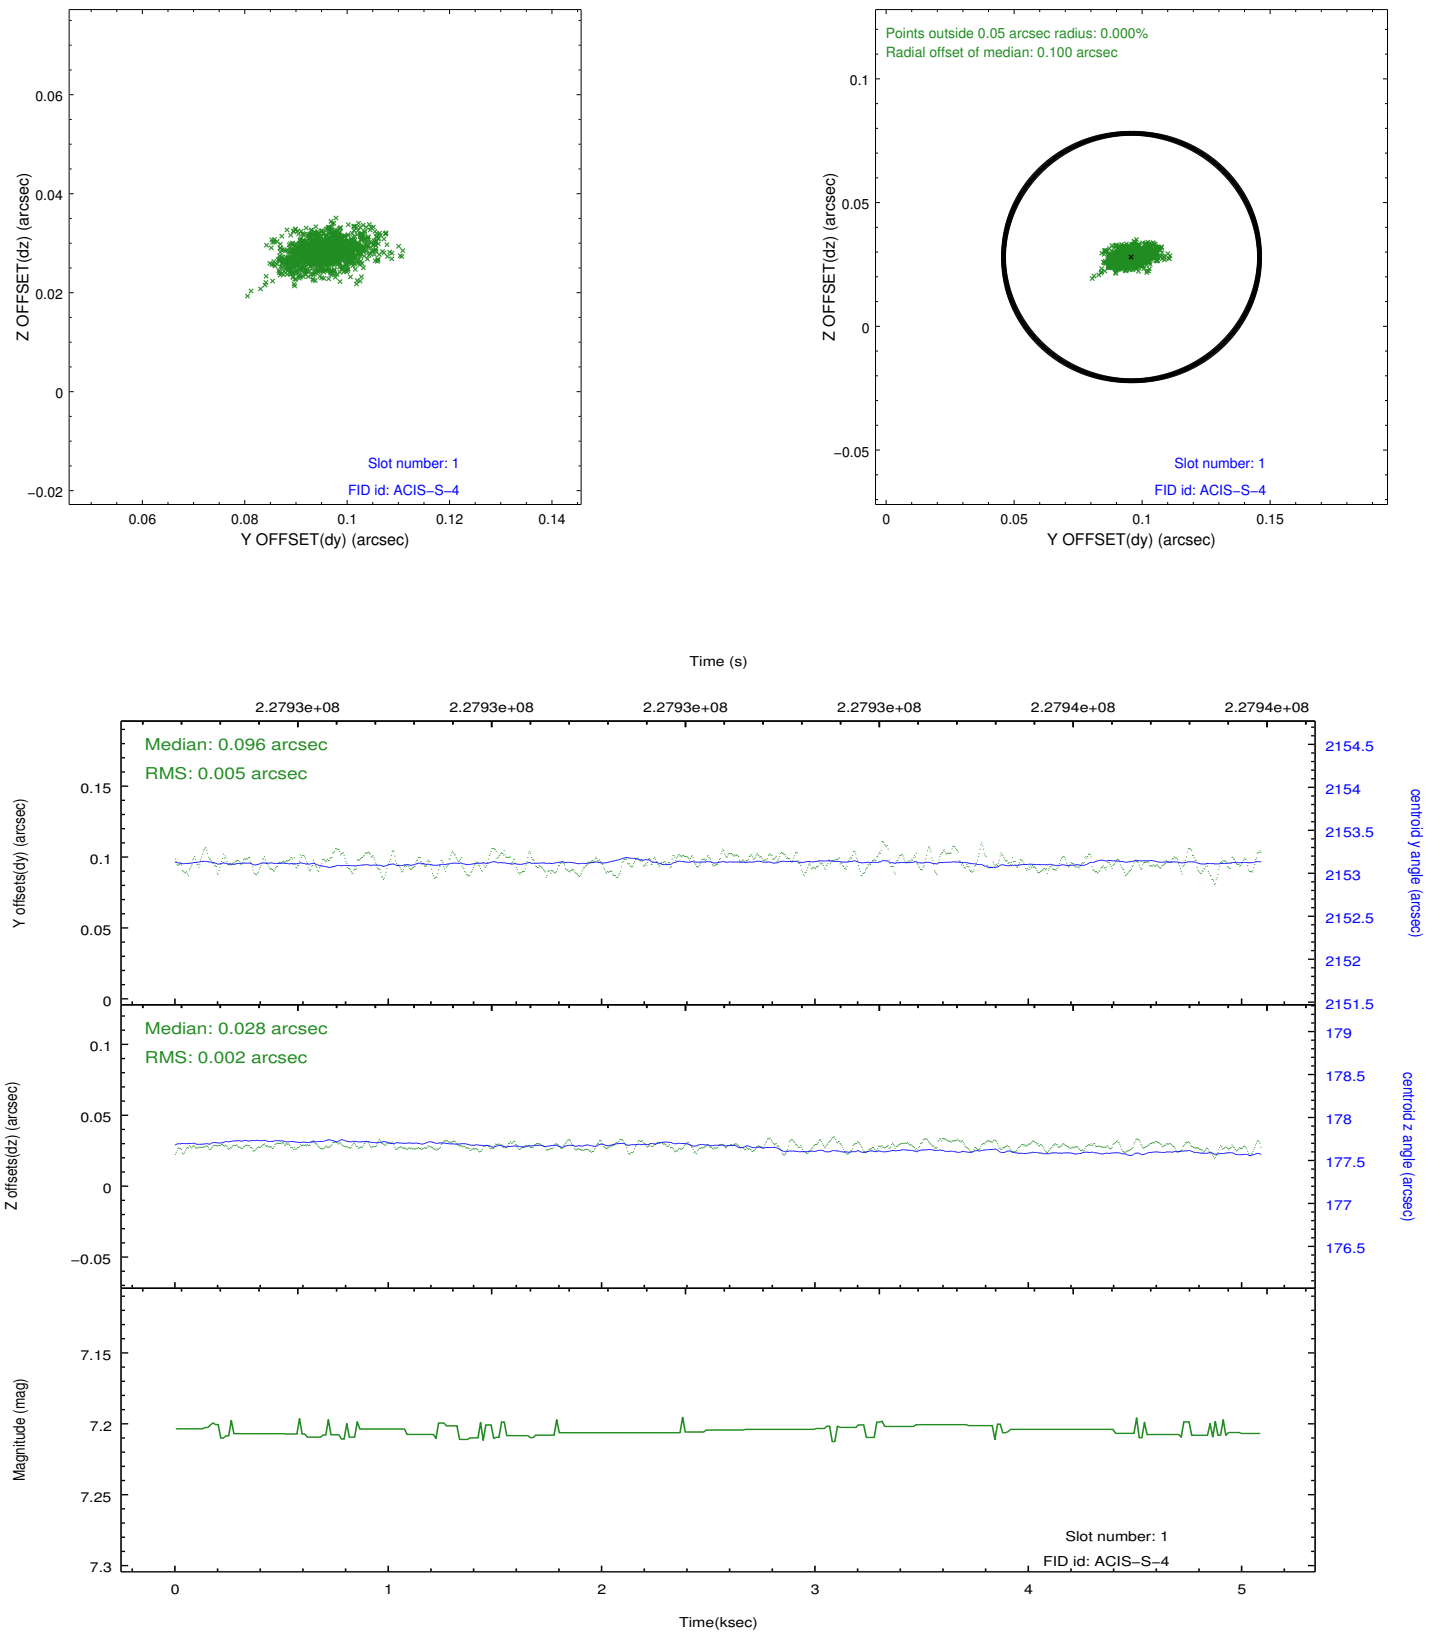 0.06
0.04
0.02
0
−0.02
0.06
0.08
0.1
0.12
0.14
Z OFFSET(dz) (arcsec)
Y OFFSET(dy) (arcsec)
Slot number: 1
FID id: ACIS−S−4
Points outside 0.05 arcsec radius: 0.000%
Radial offset of median: 0.100 arcsec
0.1
0.05
0
−0.05
0
0.05
0.1
0.15
Z OFFSET(dz) (arcsec)
Y OFFSET(dy) (arcsec)
Slot number: 1
FID id: ACIS−S−4
Time (s)
2.2793e+08 2.2793e+08 2.2793e+08 2.2793e+08 2.2794e+08 2.2794e+08
Median: 0.096 arcsec
RMS: 0.005 arcsec
Y offsets(dy) (arcsec)
0.15
0.1
0.05
0
2154.5
2154
2153.5
2153
2152.5
2152
2151.5
centroid y angle (arcsec)
Median: 0.028 arcsec
RMS: 0.002 arcsec
Z offsets(dz) (arcsec)
0.1
0.05
0
−0.05
179
178.5
178
177.5
177
176.5
centroid z angle (arcsec)
Magnitude (mag)
7.15
7.2
7.25
7.3
Slot number: 1
FID id: ACIS−S−4
0 1 2 3 4 5
Time(ksec)